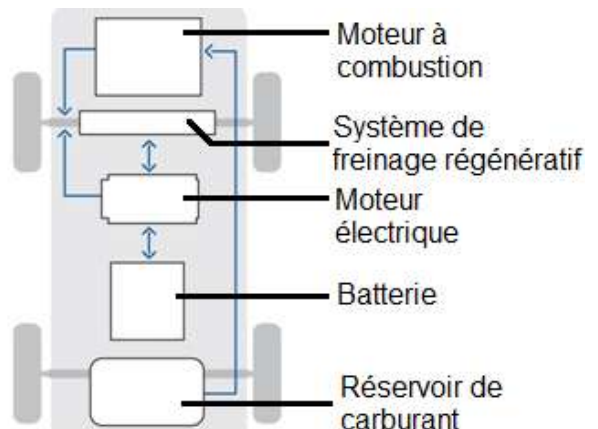 Moteur à
combustion
Système de
freinage régénératif
Moteur
électrique
Batterie
Réservoir de
carburant